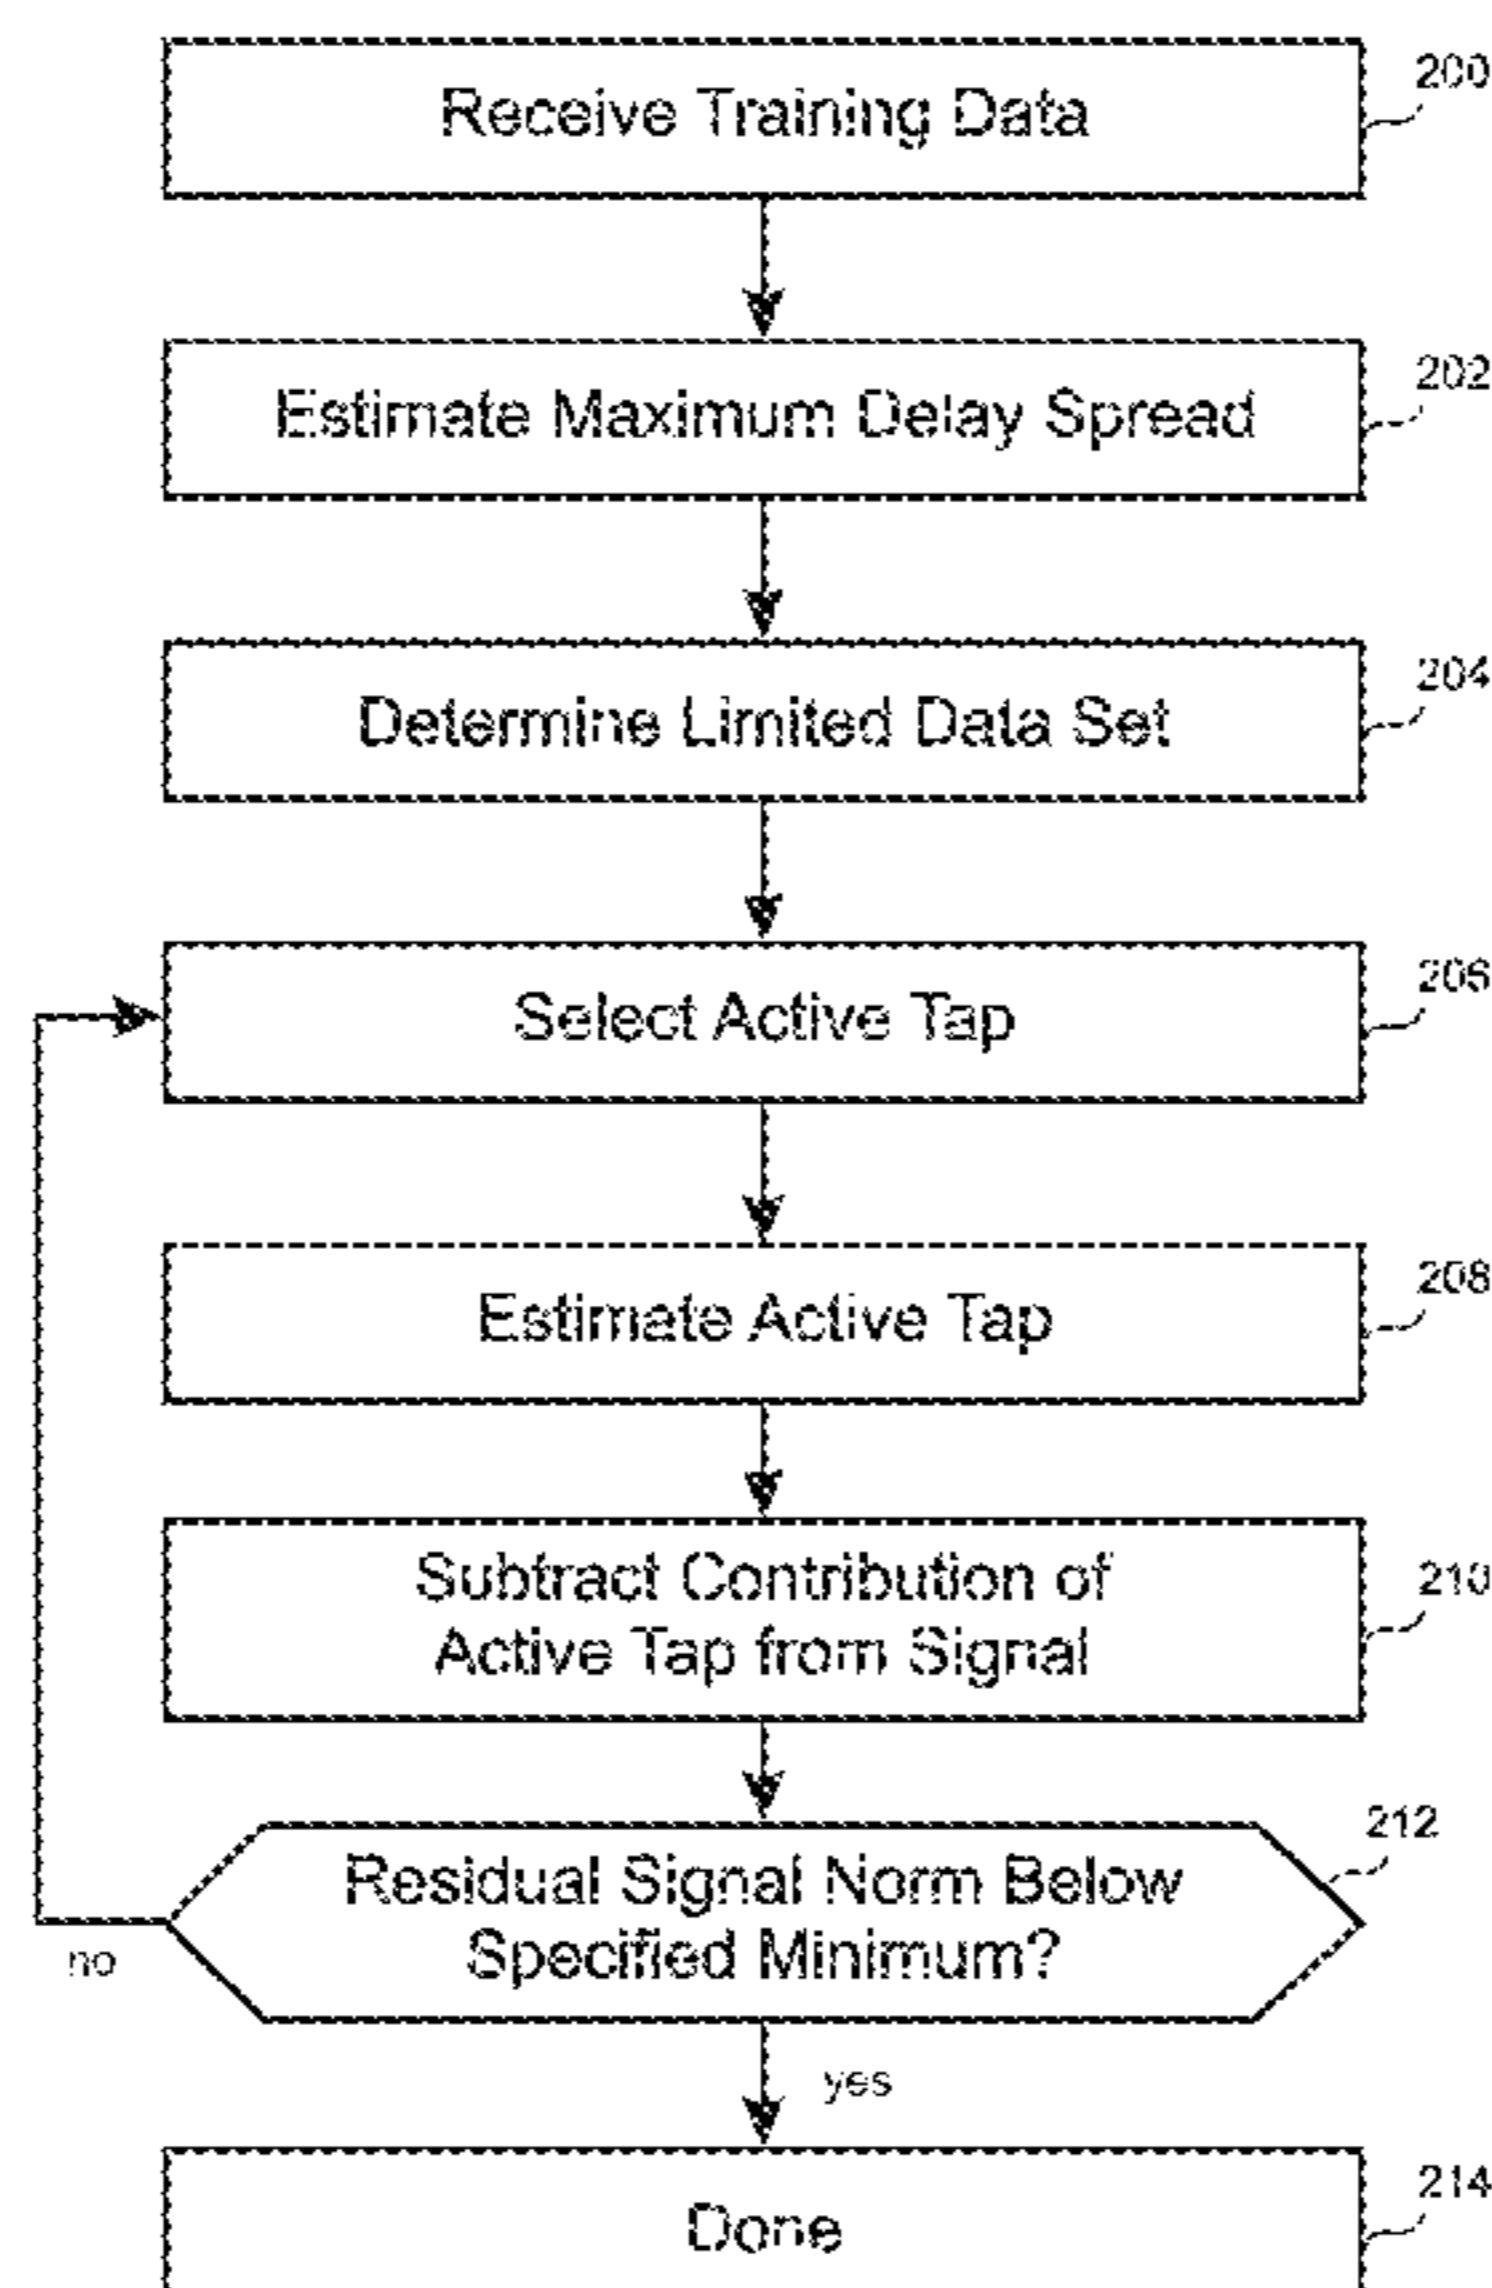 Receive Training Data
200
Estimate Maximum Delay Spread
202
Determine Limited Data Set
204
Select Active Tap
206
Estimate Active Tap
208
Subtract Contribution of
Active Tap from Signal
210
Residual Signal Norm Below
Specified Minimum?
212
no
yes
Done
214